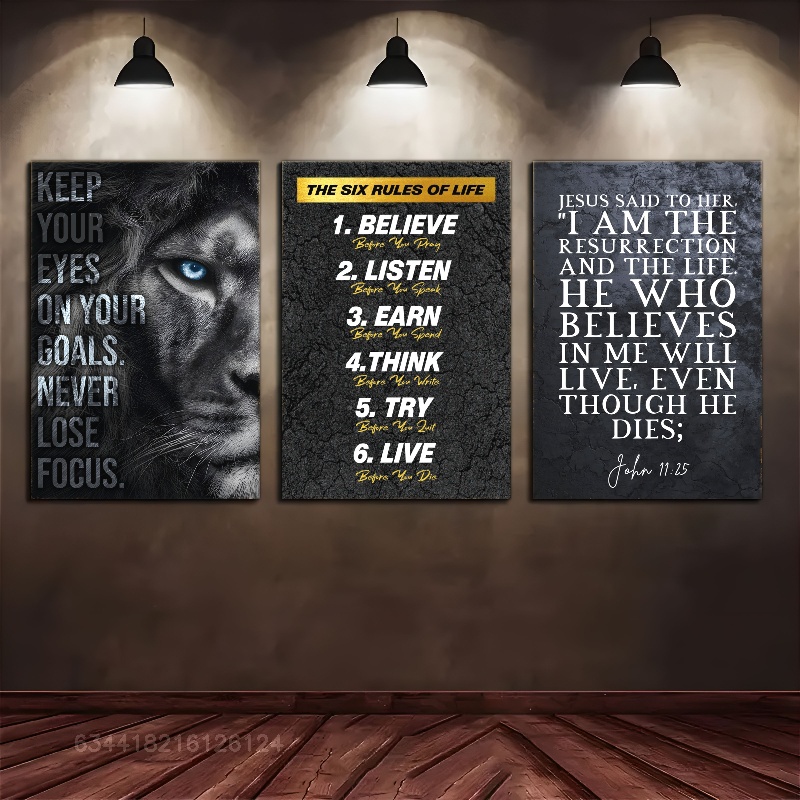 KEEP
YOUR
EYES
ON YOUR
GOALS.
NEVER
LOSE
FOCUS.
THE SIX RULES OF LIFE
1. BELIEVE
Before You Pray
2. LISTEN
Before You Speak
3. EARN
Before You Spend
4.THINK
Before You Write
5. TRY
Before You Quit
6. LIVE
Before You Die
JESUS SAID TO HER,
"I AM THE
RESURRECTION
AND THE LIFE.
HE WHO
BELIEVES
IN ME WILL
LIVE, EVEN
THOUGH HE
DIES;
John 11:25
634418216126124